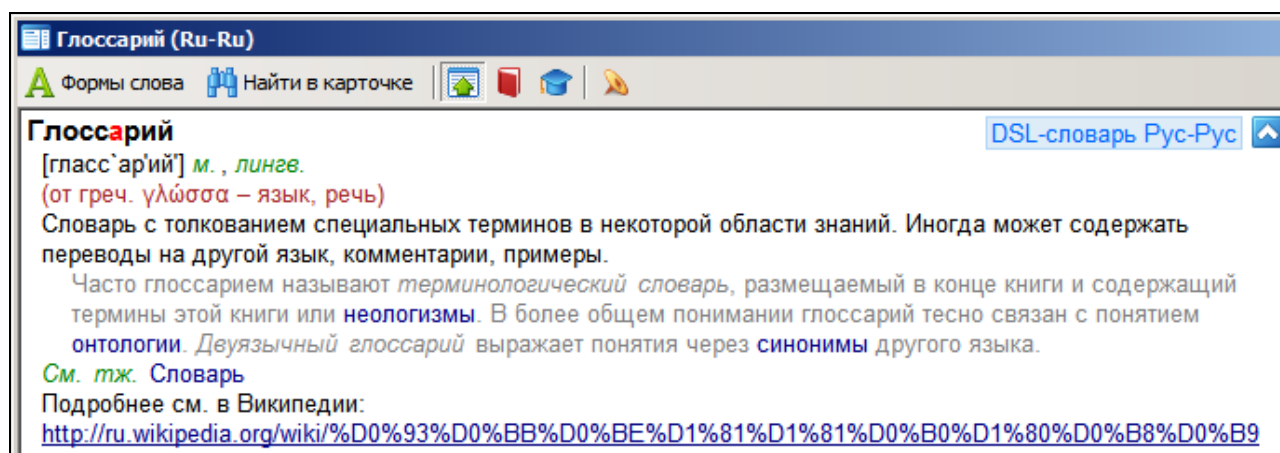 Глоссарий (Ru-Ru)
Формы слова Найти в карточке
Глоссарий DSL-словарь Рус-Рус
[гласс`ар'ий'] м. , лингв.
(от греч. γλώσσα – язык, речь)
Словарь с толкованием специальных терминов в некоторой области знаний. Иногда может содержать
переводы на другой язык, комментарии, примеры.
Часто глоссарием называют терминологический словарь, размещаемый в конце книги и содержащий
термины этой книги или неологизмы. В более общем понимании глоссарий тесно связан с понятием
онтологии. Двуязычный глоссарий выражает понятия через синонимы другого языка.
См. тж. Словарь
Подробнее см. в Википедии:
http://ru.wikipedia.org/wiki/%D0%93%D0%BB%D0%BE%D1%81%D1%81%D0%B0%D1%80%D0%B8%D0%B9